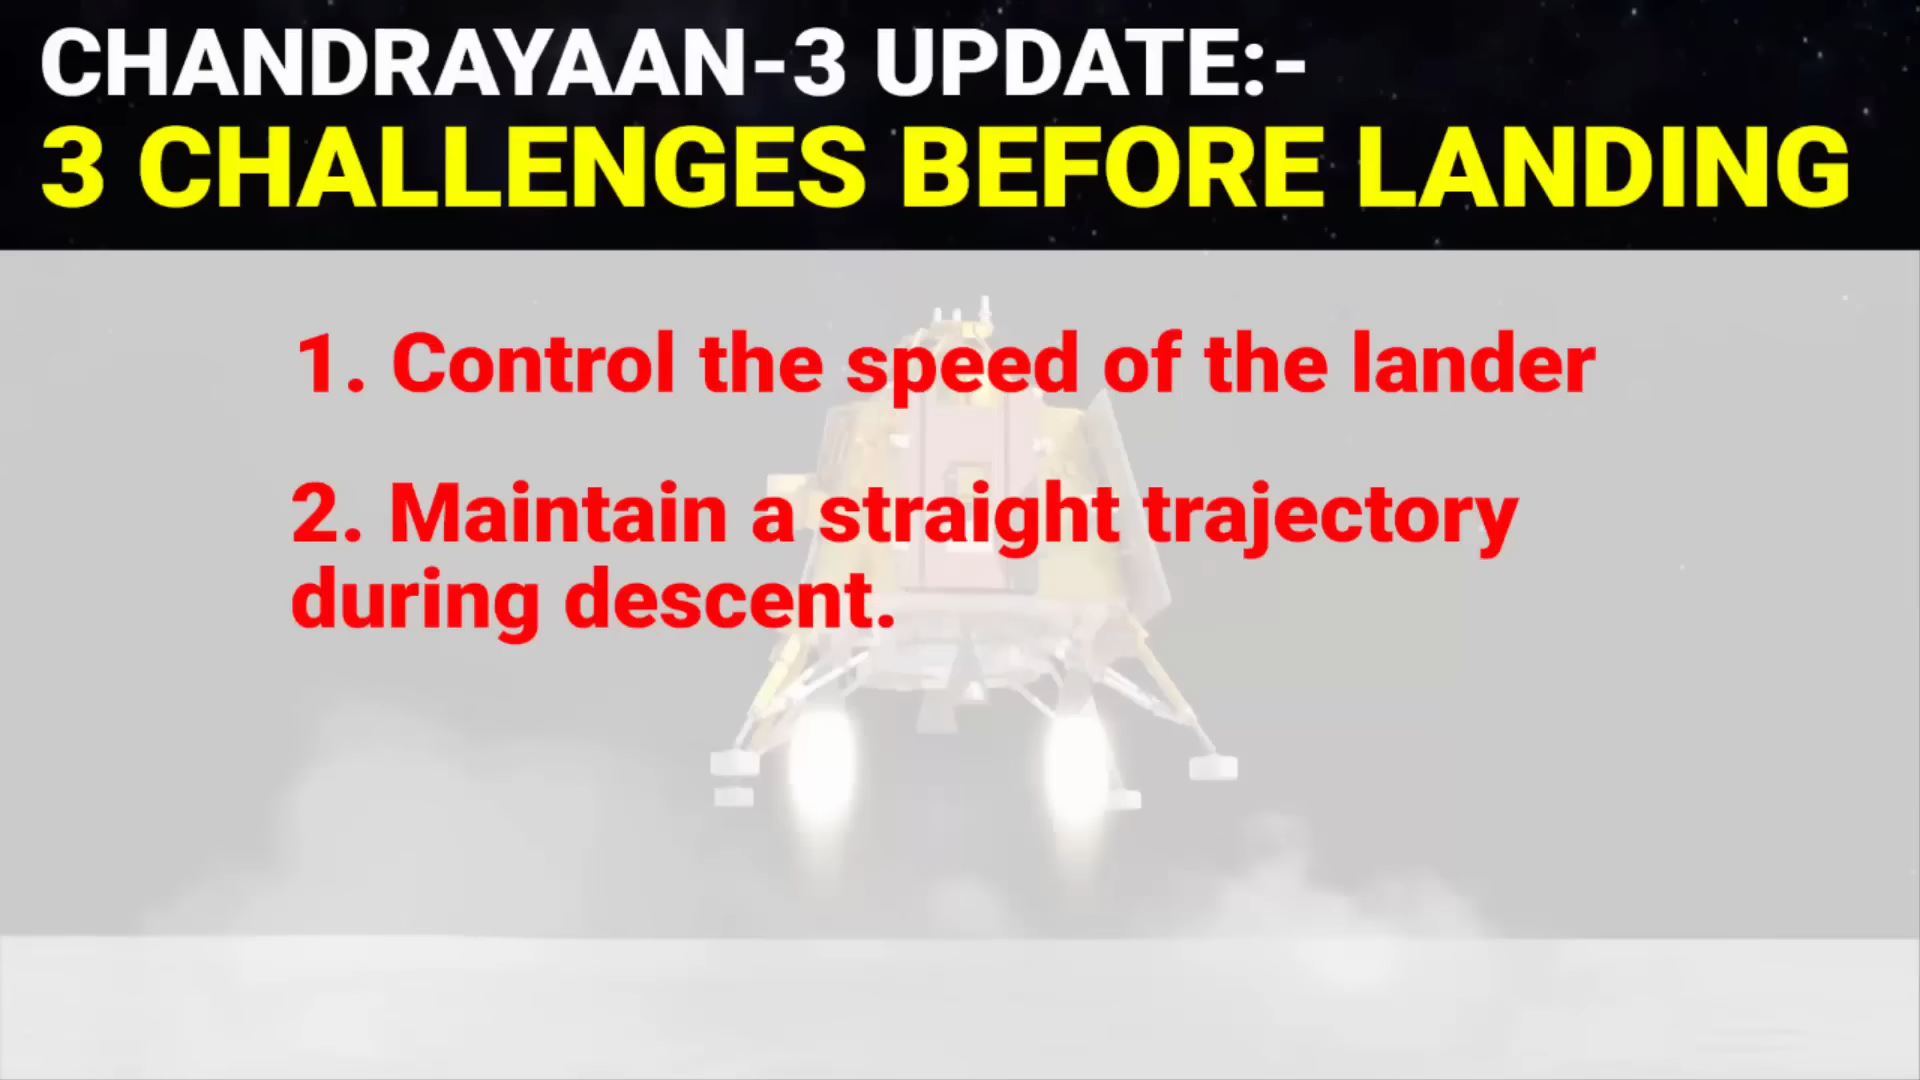 CHANDRAYAAN-3 UPDATE:-
3 CHALLENGES BEFORE LANDING
1. Control the speed of the lander
2. Maintain a straight trajectory
during descent.